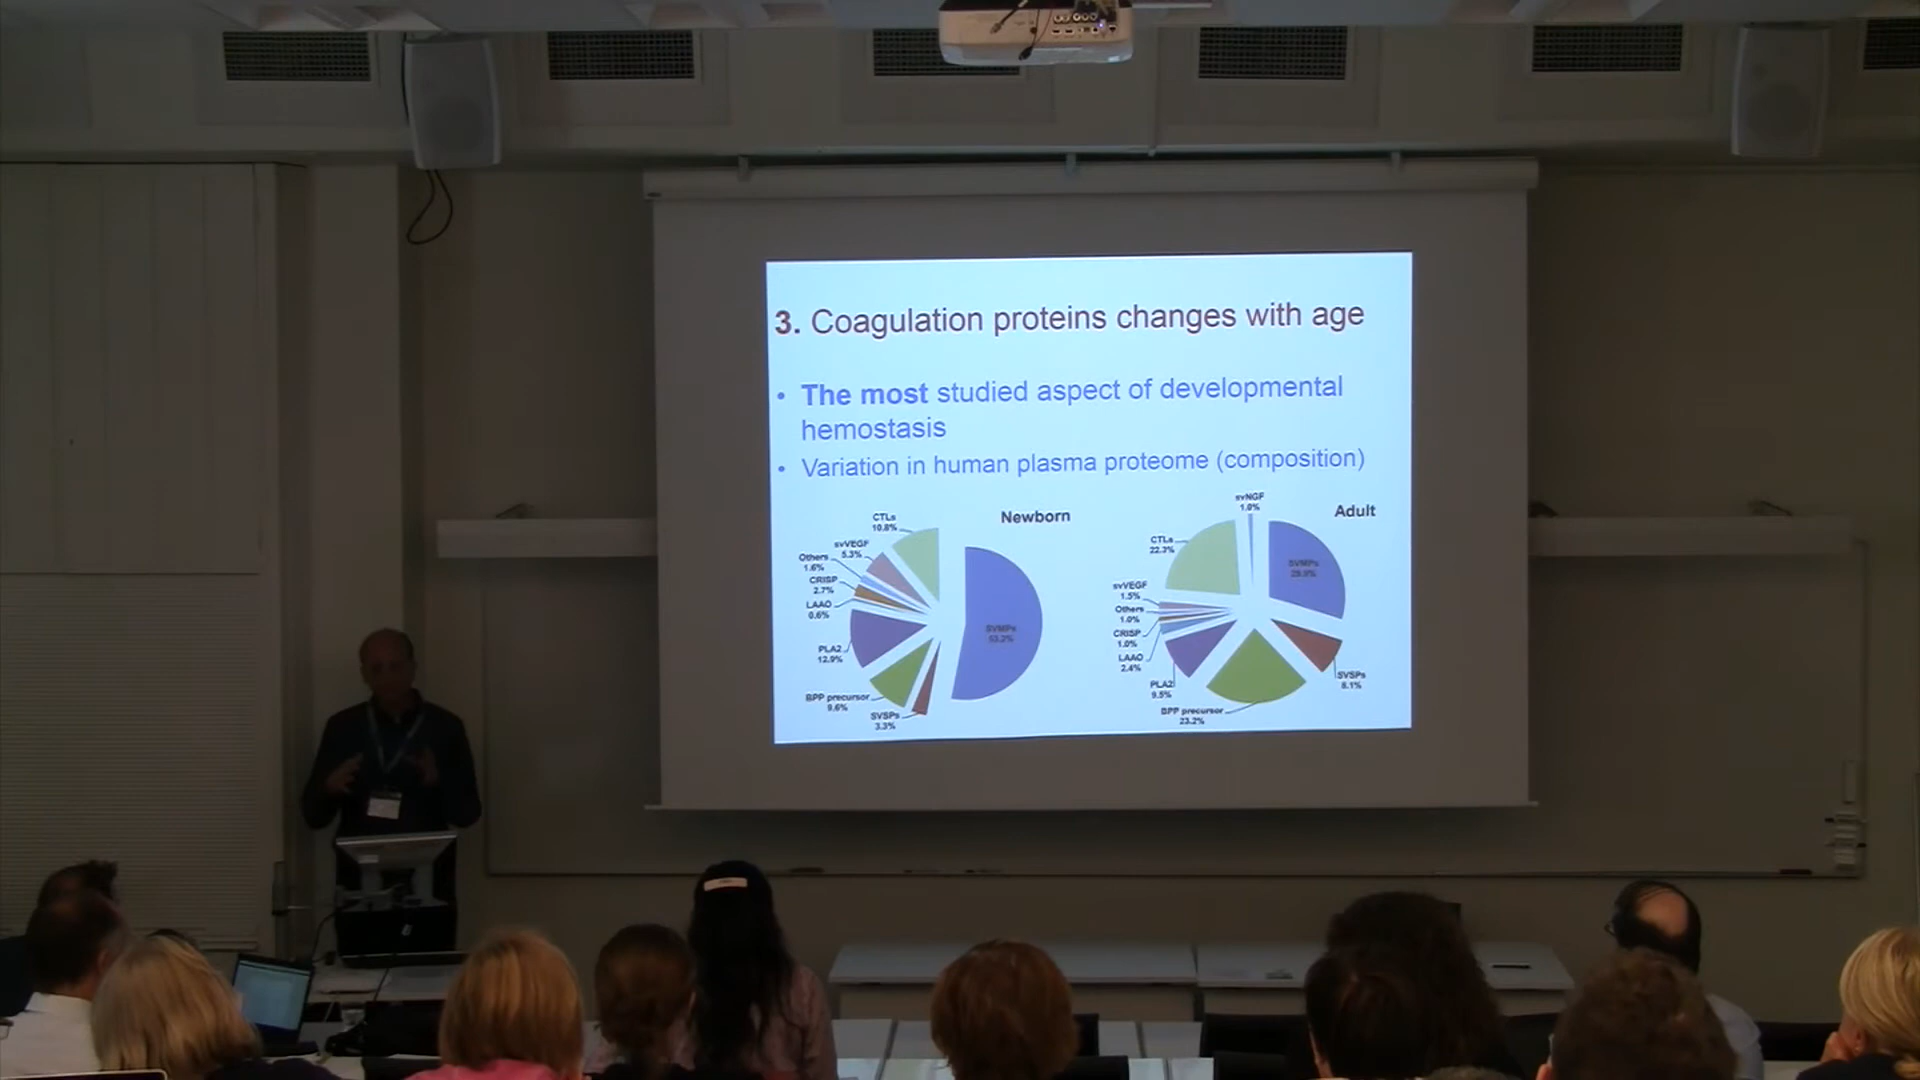 3. Coagulation proteins changes with age
• The most studied aspect of developmental
hemostasis
• Variation in human plasma proteome (composition)
Newborn
CTLs
10.8%
svVEGF
5.3%
Others
1.6%
CRISP
2.7%
LAAO
0.6%
PLA2
12.9%
BPP precursor
9.6%
SVSPs
3.3%
SVMPs
53.2%
Adult
svNGF
1.0%
CTLs
22.3%
svVEGF
1.5%
Others
1.0%
CRISP
1.0%
LAAO
2.4%
PLA2
9.5%
BPP precursor
23.2%
SVSPs
8.1%
SVMPs